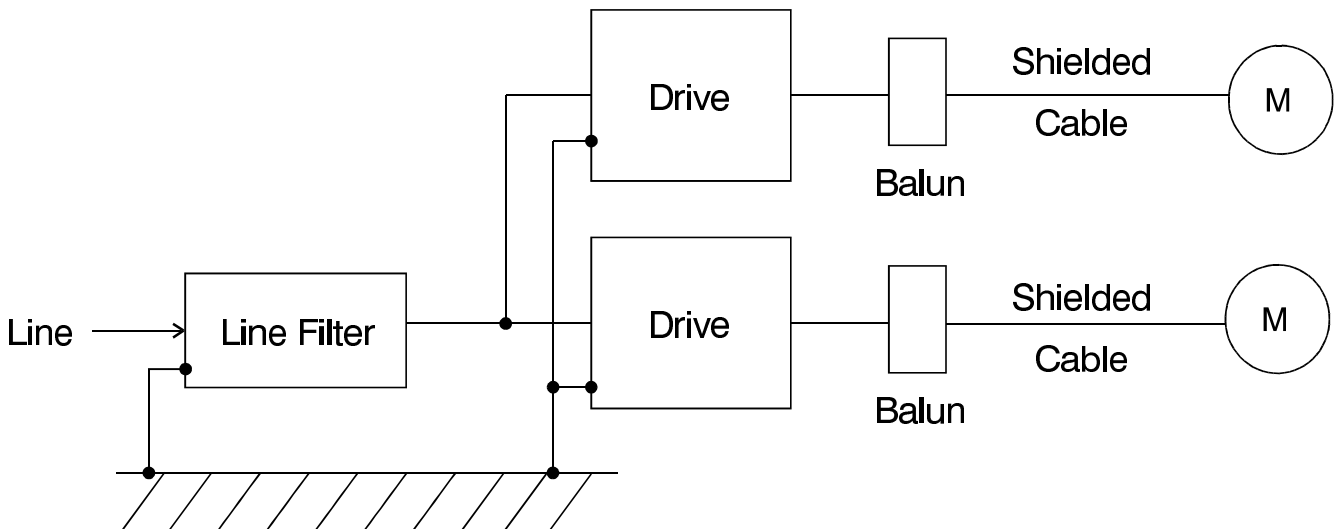 Drive
Shielded
Cable
M
Balun
Line
Line Filter
Drive
Shielded
Cable
M
Balun